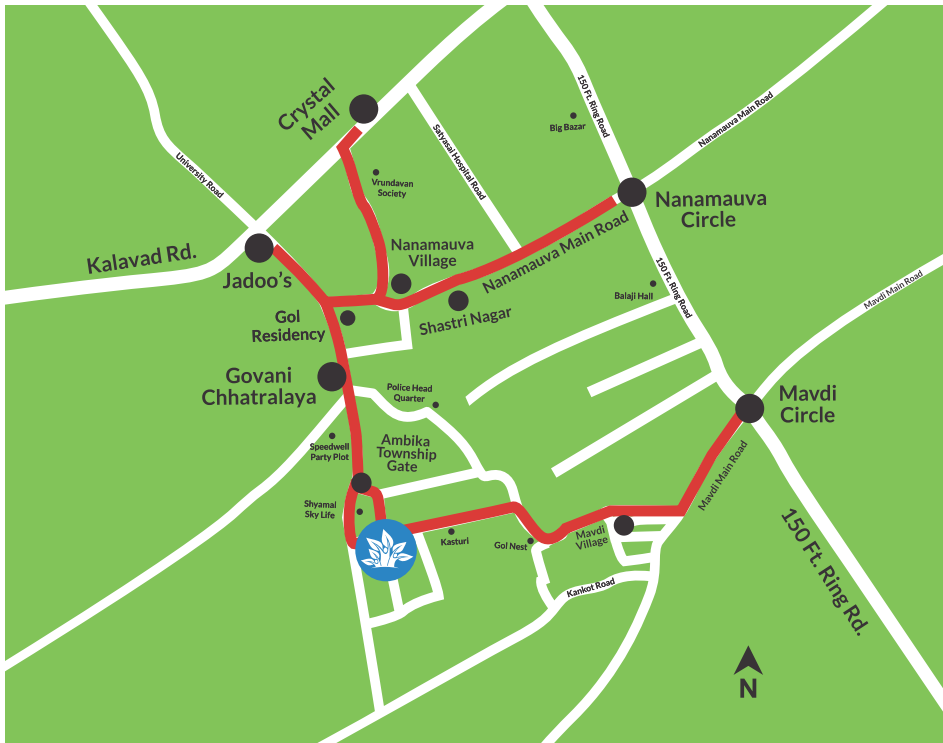 Crystal
Mall
150 Ft. Ring Road
Big Bazar
Nanamauva Main Road
Satyasai Hospital Road
University Road
Vrundavan
Society
Nanamauva
Circle
Kalavad Rd.
Jadoo's
Nanamauva
Village
Nanamauva Main Road
150 Ft. Ring Road
Balaji Hall
Mavdi Main Road
Gol
Residency
Shastri Nagar
Govani
Chhatralaya
Police Head
Quarter
Mavdi
Circle
Speedwell
Party Plot
Ambika
Township
Gate
Mavdi Main Road
Shyamal
Sky Life
Kasturi
Gol Nest
Mavdi
Village
150 Ft. Ring Rd.
Kankot Road
N